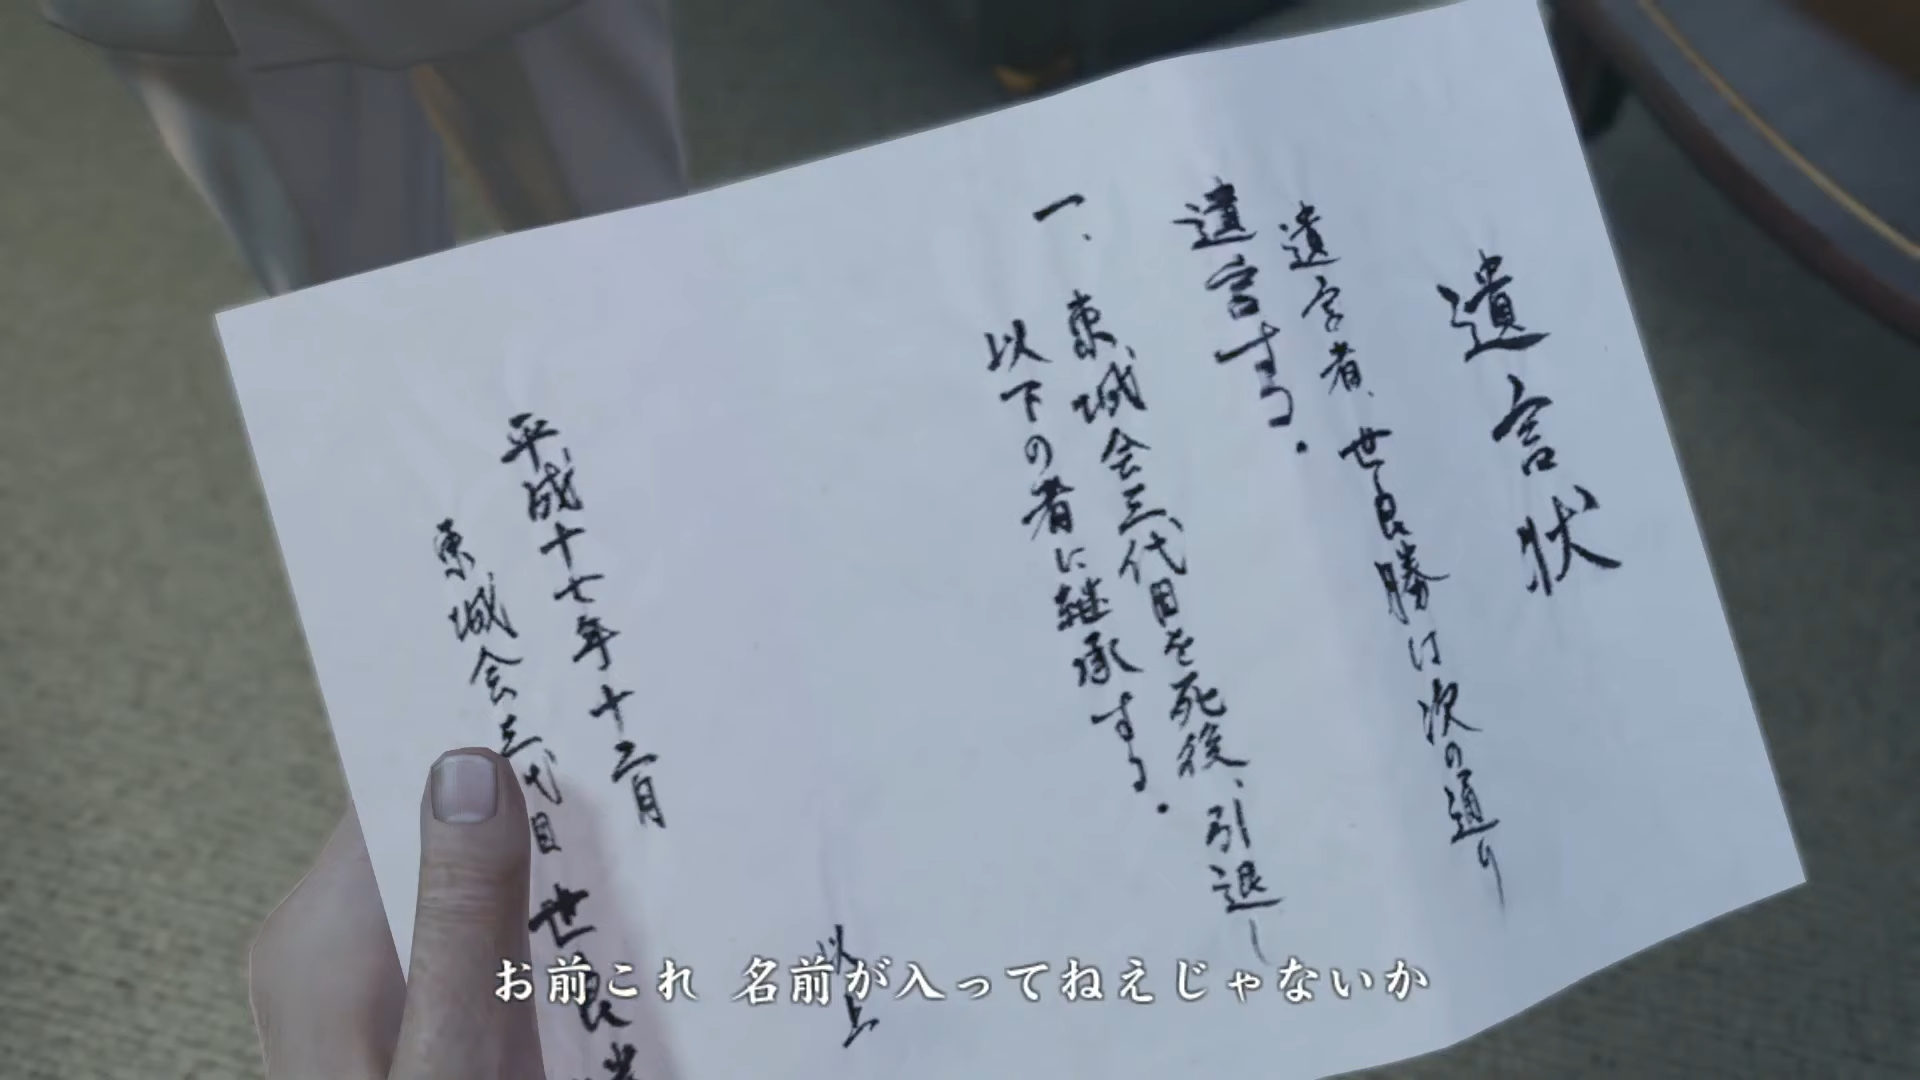 遺言状
遺言者、世良勝は次の通り
遺言する。
一、東城会三代目を死後、引退し
以下の者に継承する。
以上
平成十七年十二月
東城会三代目 世良勝
お前これ 名前が入ってねえじゃないか